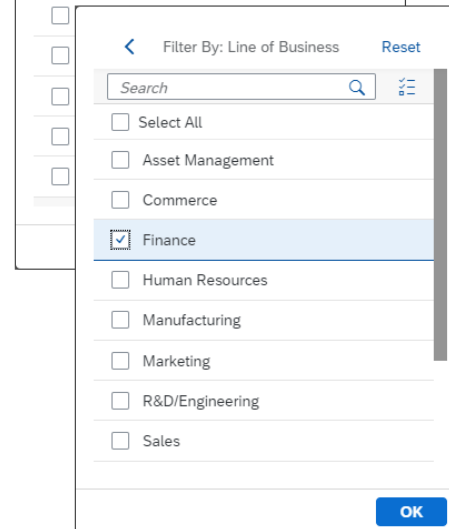 Filter By: Line of Business Reset
Search
Select All
Asset Management
Commerce
Finance
Human Resources
Manufacturing
Marketing
R&D/Engineering
Sales
OK